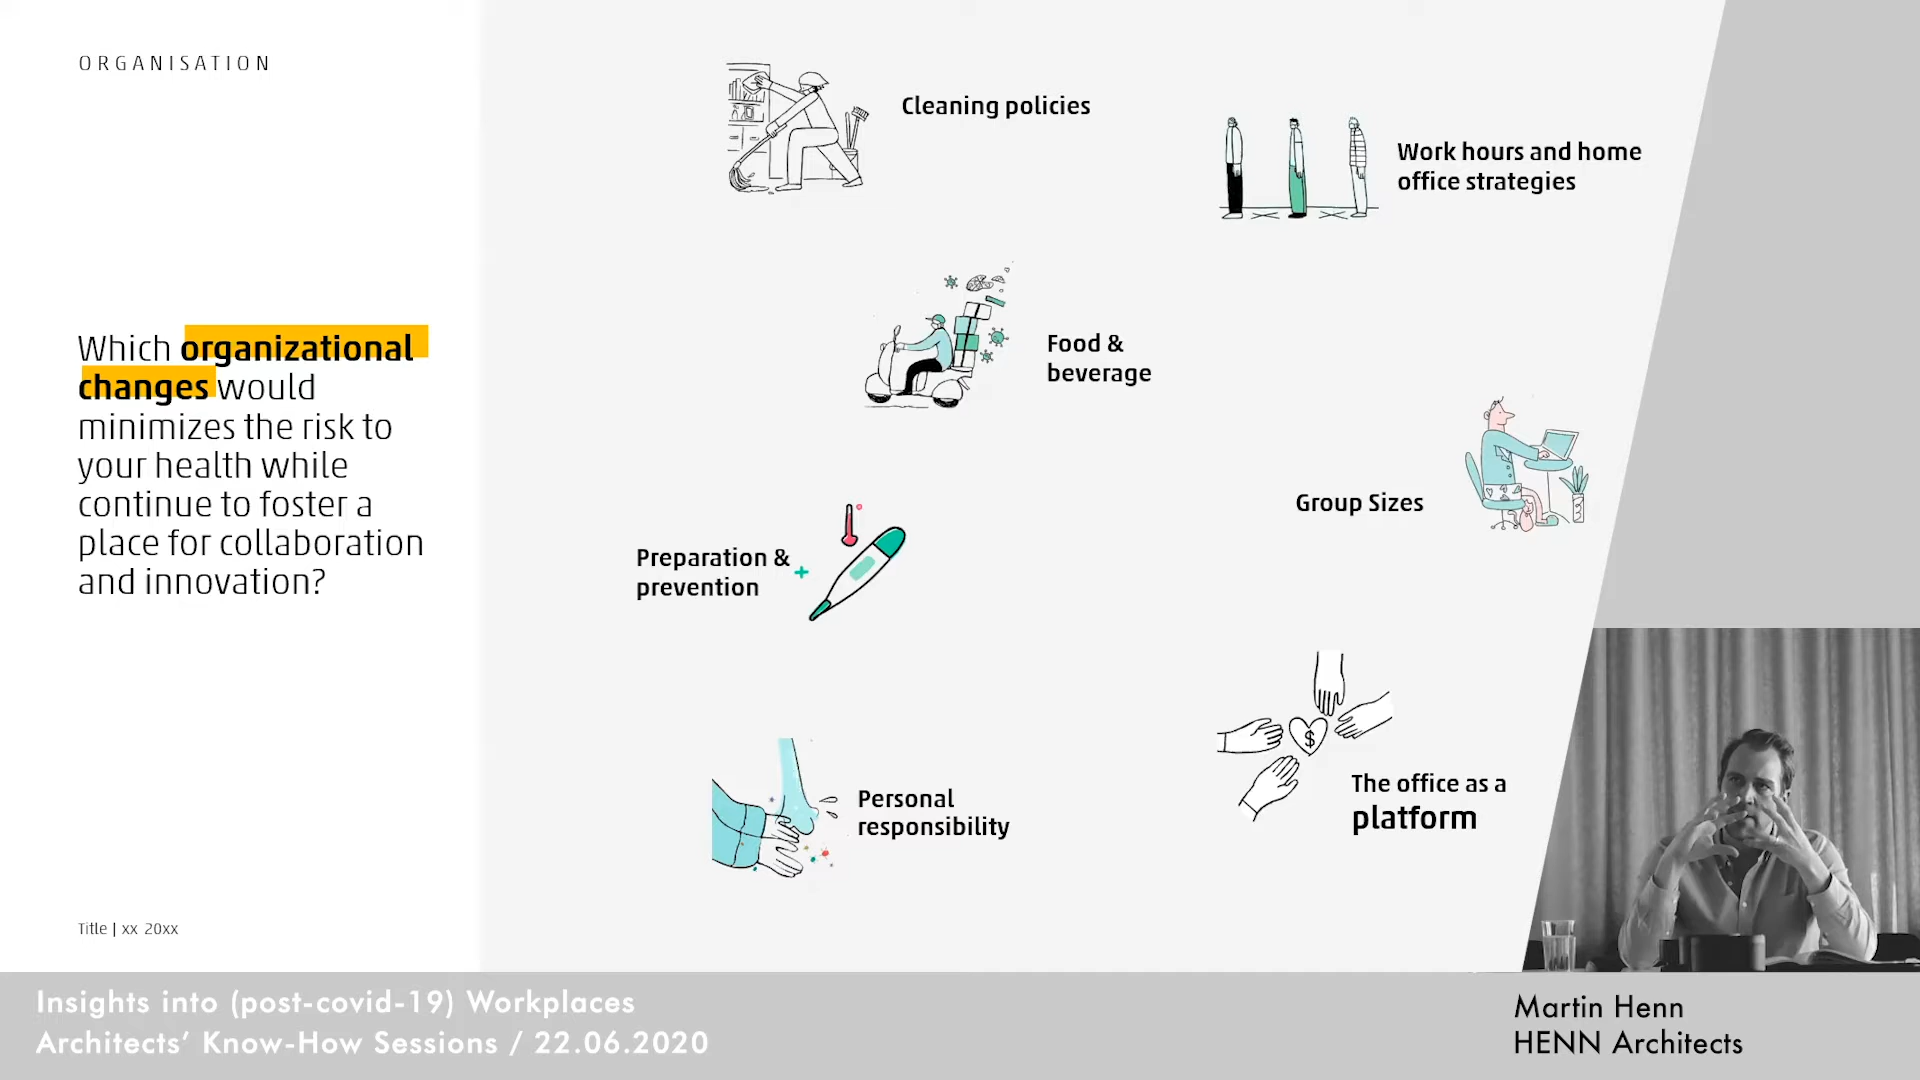 ORGANISATION
Which organizational
changes would
minimizes the risk to
your health while
continue to foster a
place for collaboration
and innovation?
Title | xx 20xx
Cleaning policies
Work hours and home
office strategies
Food &
beverage
Group Sizes
Preparation &
prevention
Personal
responsibility
$
The office as a
platform
Insights into (post-covid-19) Workplaces
Architects’ Know-How Sessions / 22.06.2020
Martin Henn
HENN Architects